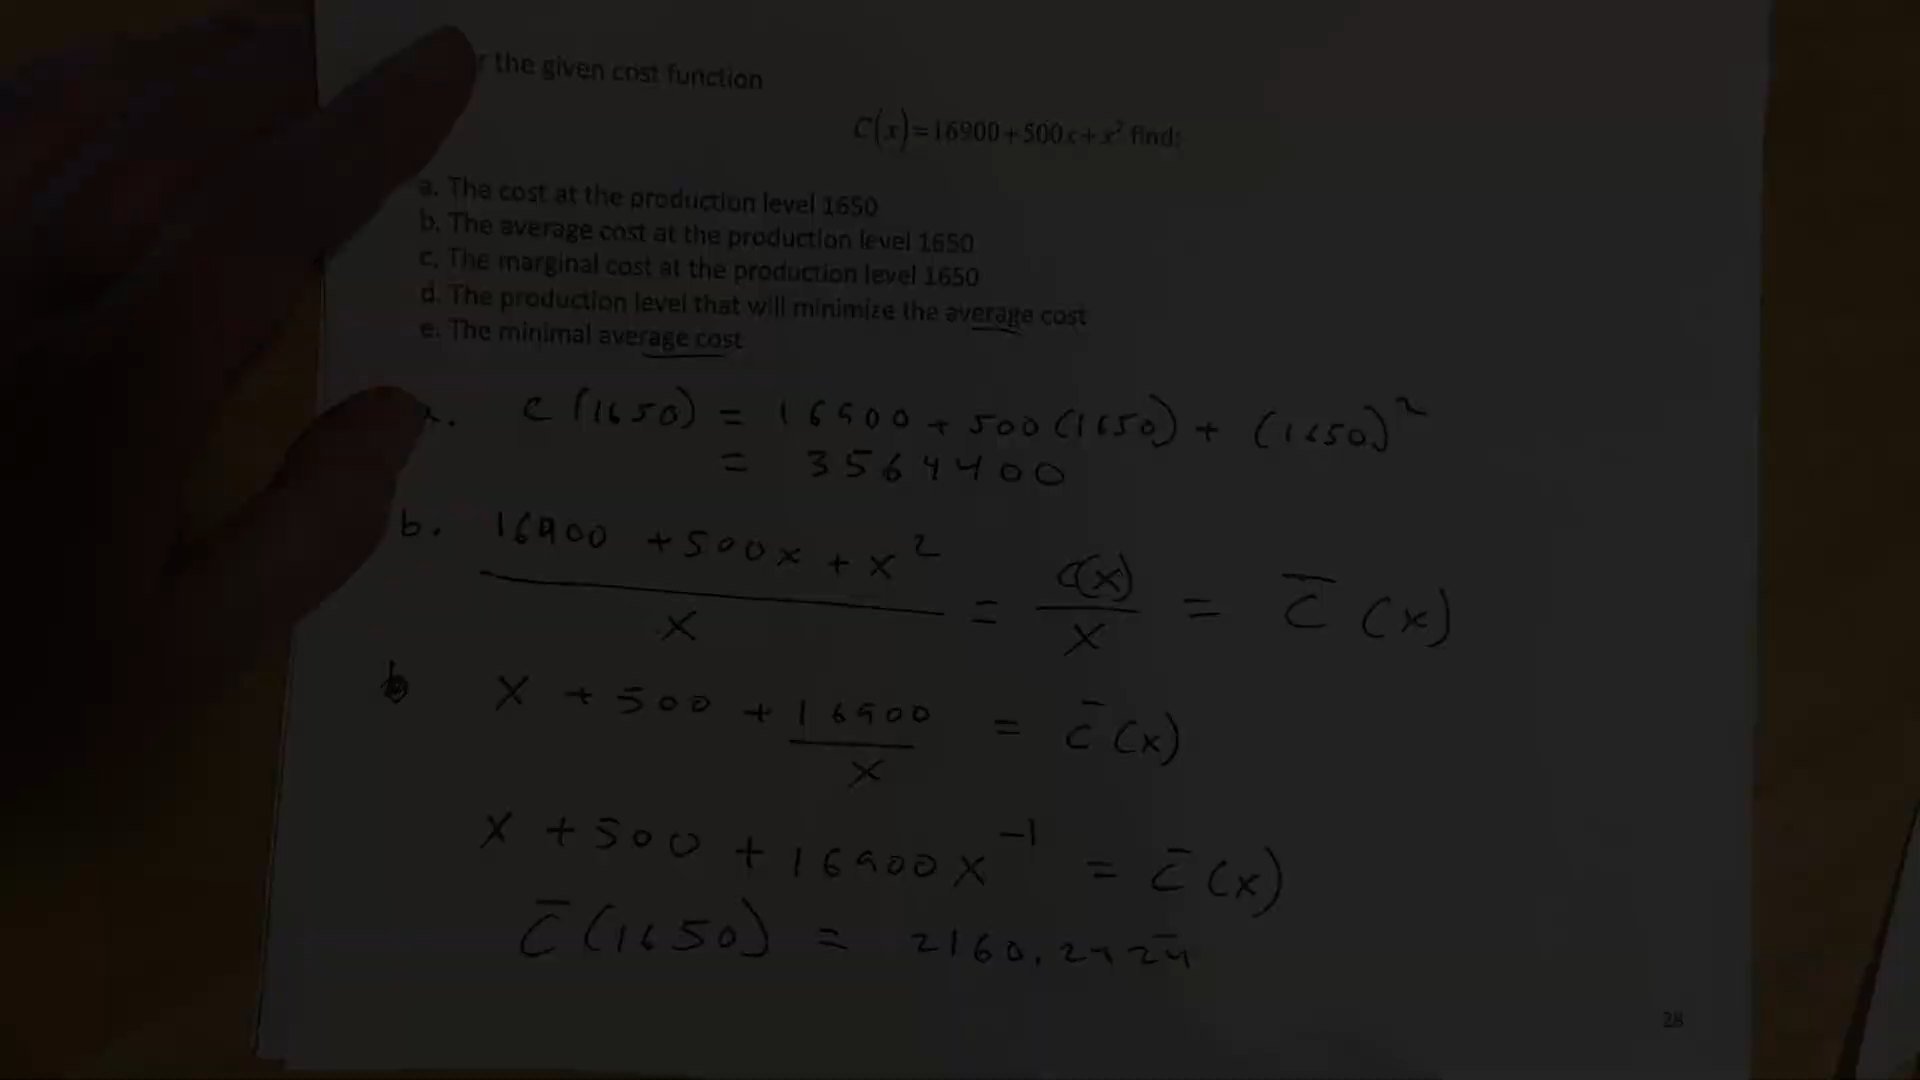 the given cost function
C(x)=16900+500x+x² find:
a. The cost at the production level 1650
b. The average cost at the production level 1650
c. The marginal cost at the production level 1650
d. The production level that will minimize the average cost
e. The minimal average cost
c(1650) = 16900 + 500(1650) + (1650)²
= 3564400
b. 16900 + 500x + x² / x = C(x) / x = C̄(x)
b x + 500 + 16900 / x = C̄(x)
x + 500 + 16900x⁻¹ = C̄(x)
C̄(1650) = 2160.2424
28